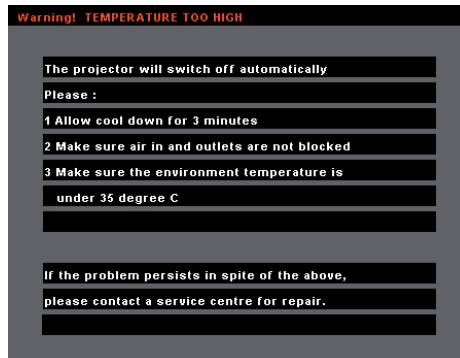 Warning! TEMPERATURE TOO HIGH
The projector will switch off automatically
Please :
1 Allow cool down for 3 minutes
2 Make sure air in and outlets are not blocked
3 Make sure the environment temperature is
under 35 degree C
If the problem persists in spite of the above,
please contact a service centre for repair.